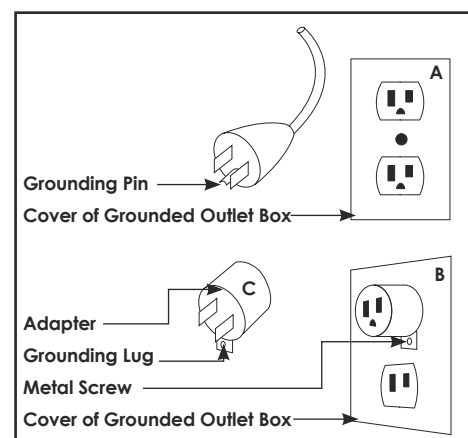 A
Grounding Pin
Cover of Grounded Outlet Box
C
B
Adapter
Grounding Lug
Metal Screw
Cover of Grounded Outlet Box